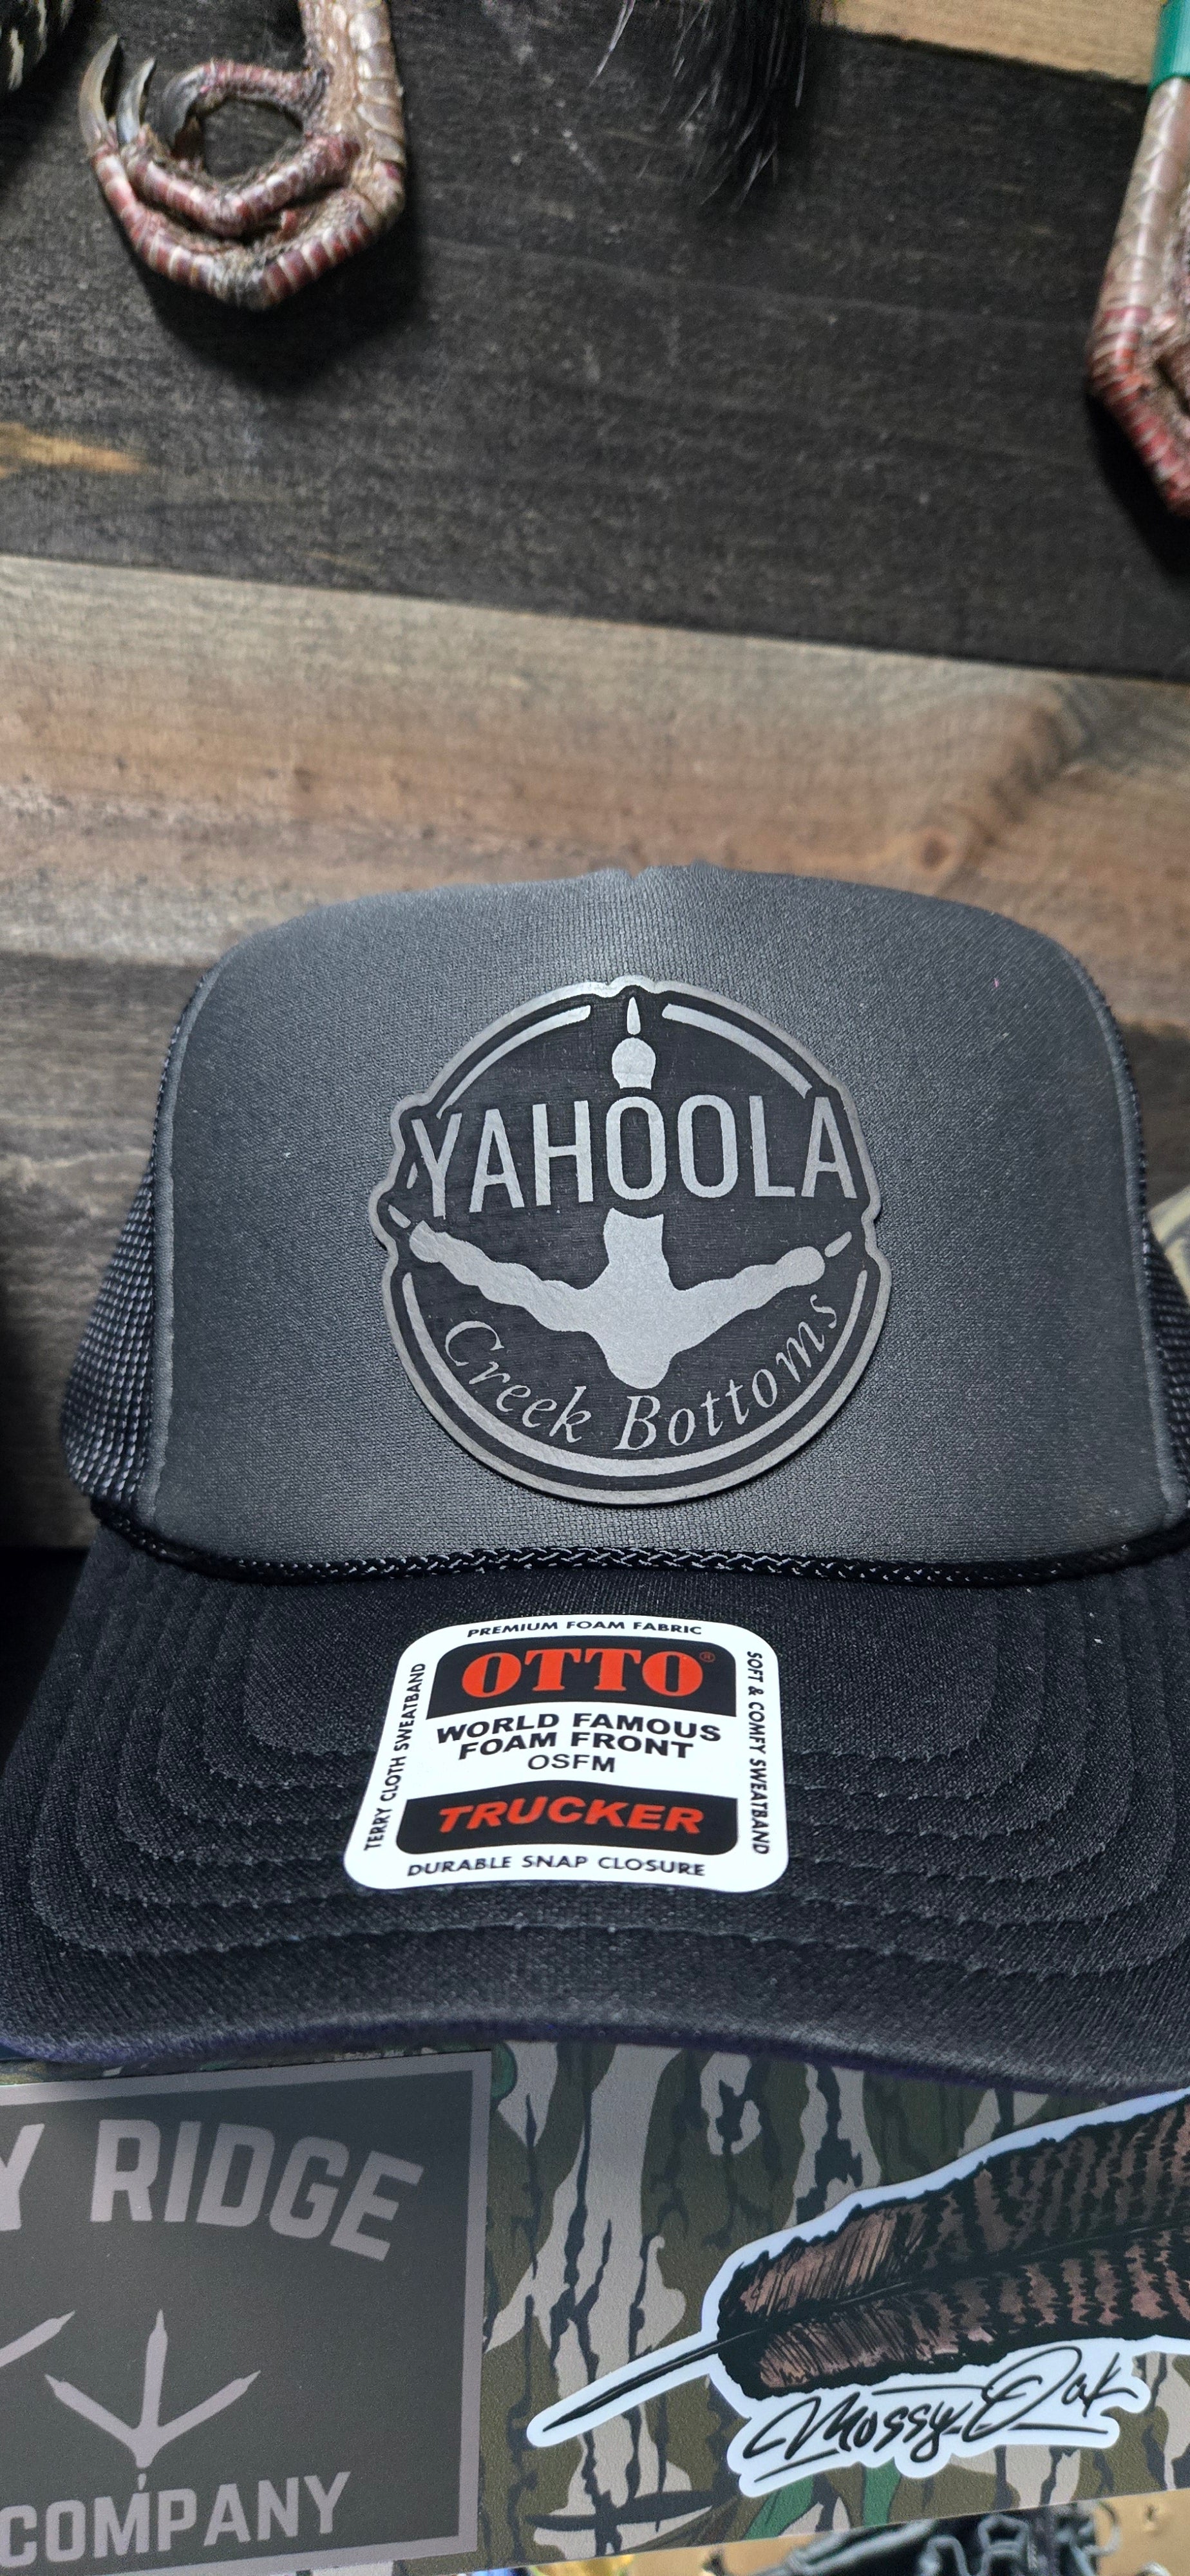 YAHOOLA
Creek Bottoms
PREMIUM FOAM FABRIC
OTTO®
WORLD FAMOUS
FOAM FRONT
OSFM
TRUCKER
DURABLE SNAP CLOSURE
TERRY CLOTH SWEATBAND
SOFT & COMFY SWEATBAND
Y RIDGE
COMPANY
Mossy Oak